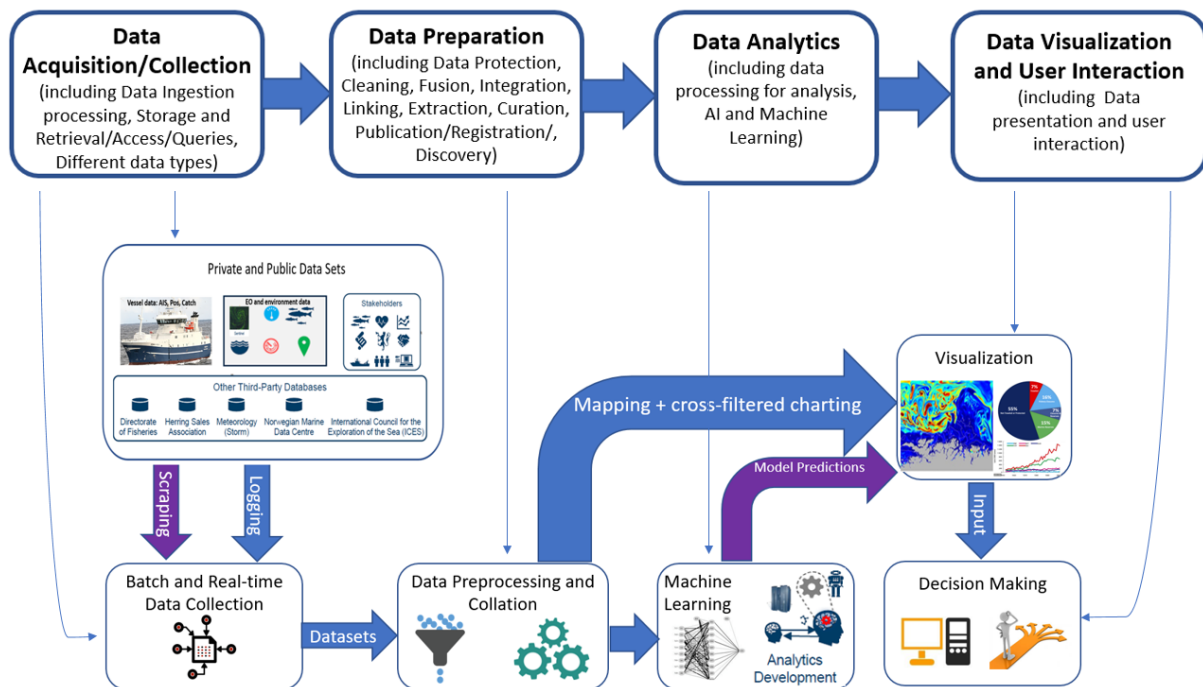 Data
Acquisition/Collection
(including Data Ingestion
processing, Storage and
Retrieval/Access/Queries,
Different data types)
Data Preparation
(including Data Protection,
Cleaning, Fusion, Integration,
Linking, Extraction, Curation,
Publication/Registration/,
Discovery)
Data Analytics
(including data
processing for analysis,
AI and Machine
Learning)
Data Visualization
and User Interaction
(including Data
presentation and user
interaction)
Private and Public Data Sets
Vessel data: AIS, Pos, Catch
EO and environment data
Stakeholders
Other Third-Party Databases
Directorate
of Fisheries
Herring Sales
Association
Meteorology
(Storm)
Norwegian Marine
Data Centre
International Council for the
Exploration of the Sea (ICES)
Scraping
Logging
Mapping + cross-filtered charting
Model Predictions
Visualization
55%
7%
16%
7%
Input
Batch and Real-time
Data Collection
Datasets
Data Preprocessing and
Collation
Machine
Learning
Analytics
Development
Decision Making